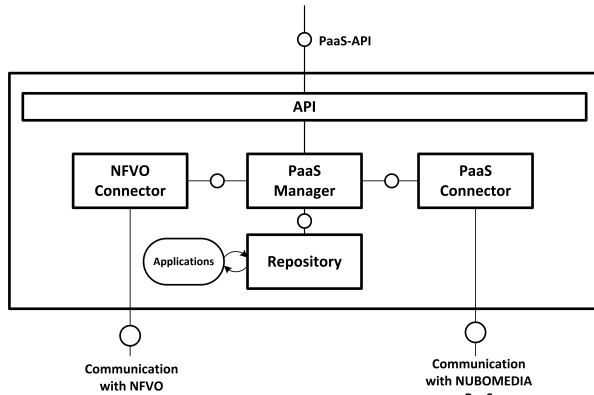 PaaS-API
API
NFVO
Connector
PaaS
Manager
PaaS
Connector
Applications
Repository
Communication
with NFVO
Communication
with NUBOMEDIA